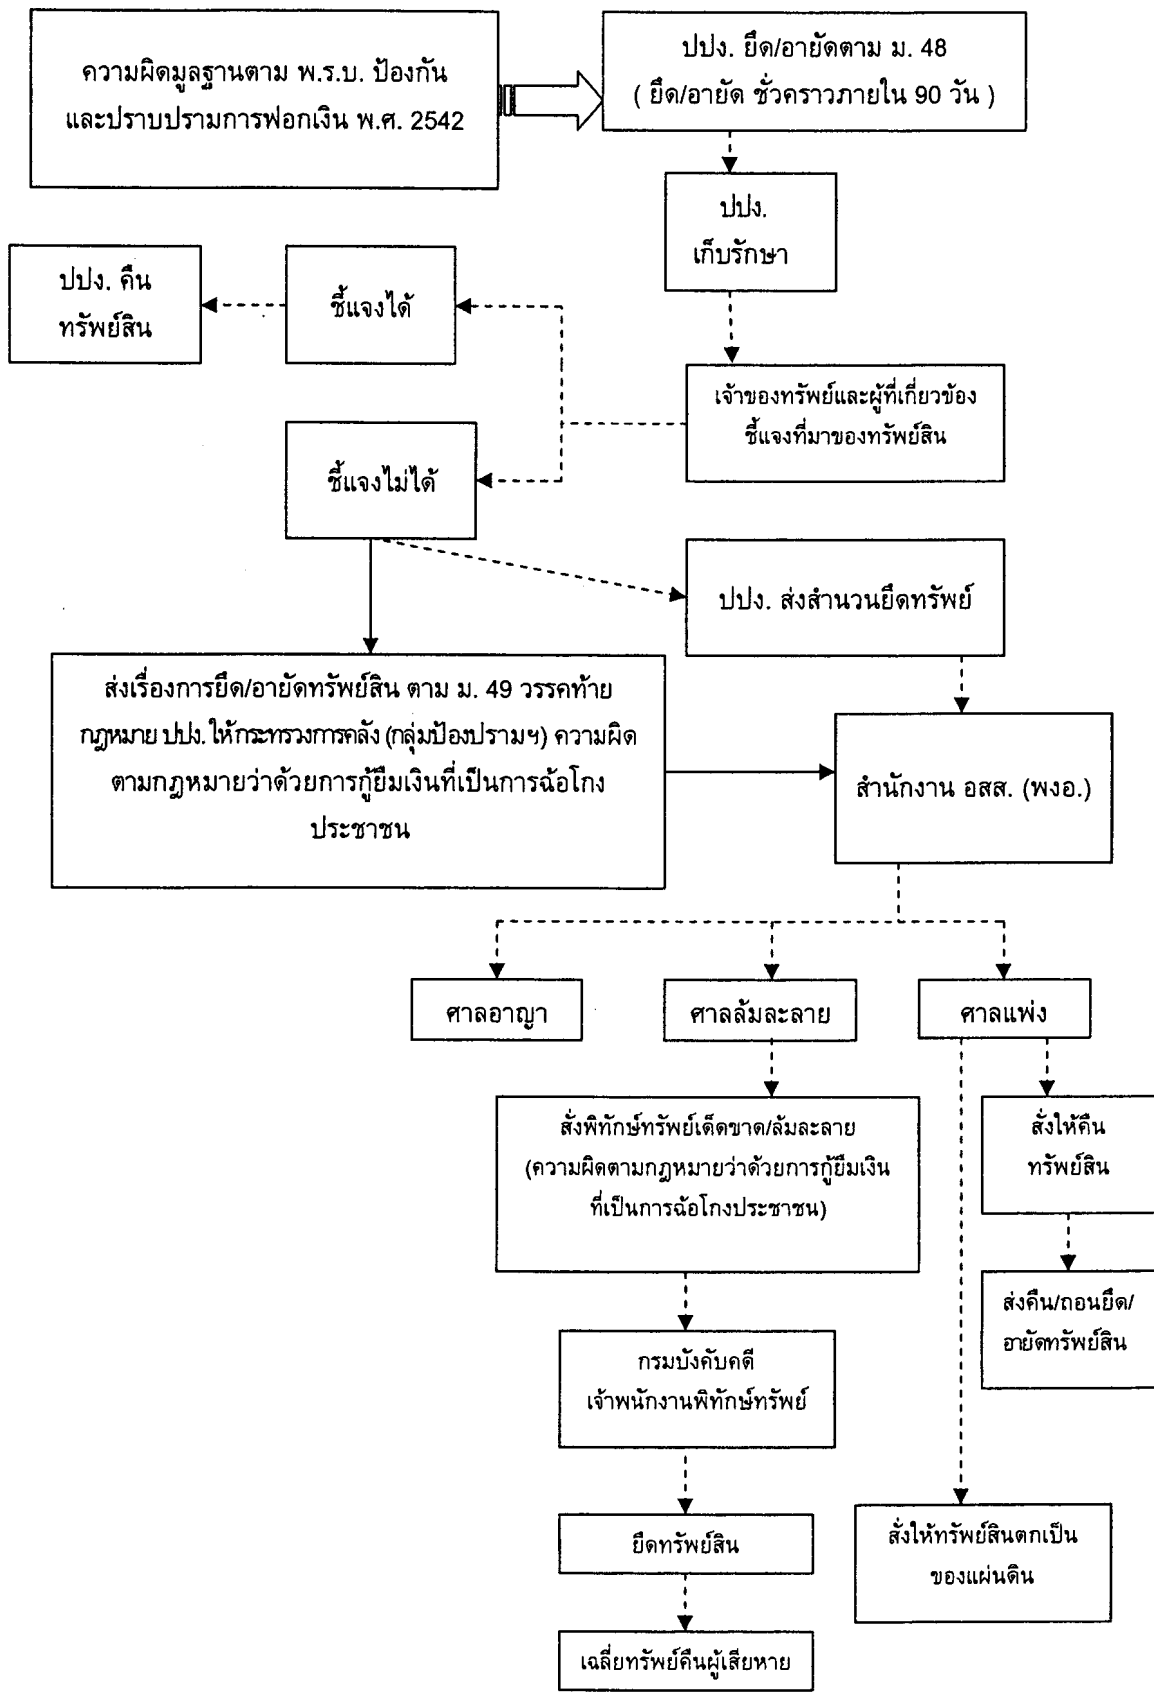 ความผิดมูลฐานตาม พ.ร.บ. ป้องกัน
และปราบปรามการฟอกเงิน พ.ศ. 2542
ปปง. ยึด/อายัดตาม ม. 48
( ยึด/อายัด ชั่วคราวภายใน 90 วัน )
ปปง.
เก็บรักษา
ปปง. คืน
ทรัพย์สิน
ชี้แจงได้
เจ้าของทรัพย์และผู้ที่เกี่ยวข้อง
ชี้แจงที่มาของทรัพย์สิน
ชี้แจงไม่ได้
ปปง. ส่งสำนวนยึดทรัพย์
ส่งเรื่องการยึด/อายัดทรัพย์สิน ตาม ม. 49 วรรคท้าย
กฎหมาย ปปง. ให้กระทรวงการคลัง (กลุ่มป้องปรามฯ) ความผิด
ตามกฎหมายว่าด้วยการกู้ยืมเงินที่เป็นการฉ้อโกง
ประชาชน
สำนักงาน อสส. (พงอ.)
ศาลอาญา
ศาลล้มละลาย
ศาลแพ่ง
สั่งพิทักษ์ทรัพย์เด็ดขาด/ล้มละลาย
(ความผิดตามกฎหมายว่าด้วยการกู้ยืมเงิน
ที่เป็นการฉ้อโกงประชาชน)
สั่งให้คืน
ทรัพย์สิน
ส่งคืน/ถอนยึด/
อายัดทรัพย์สิน
กรมบังคับคดี
เจ้าพนักงานพิทักษ์ทรัพย์
ยึดทรัพย์สิน
สั่งให้ทรัพย์สินตกเป็น
ของแผ่นดิน
เฉลี่ยทรัพย์คืนผู้เสียหาย